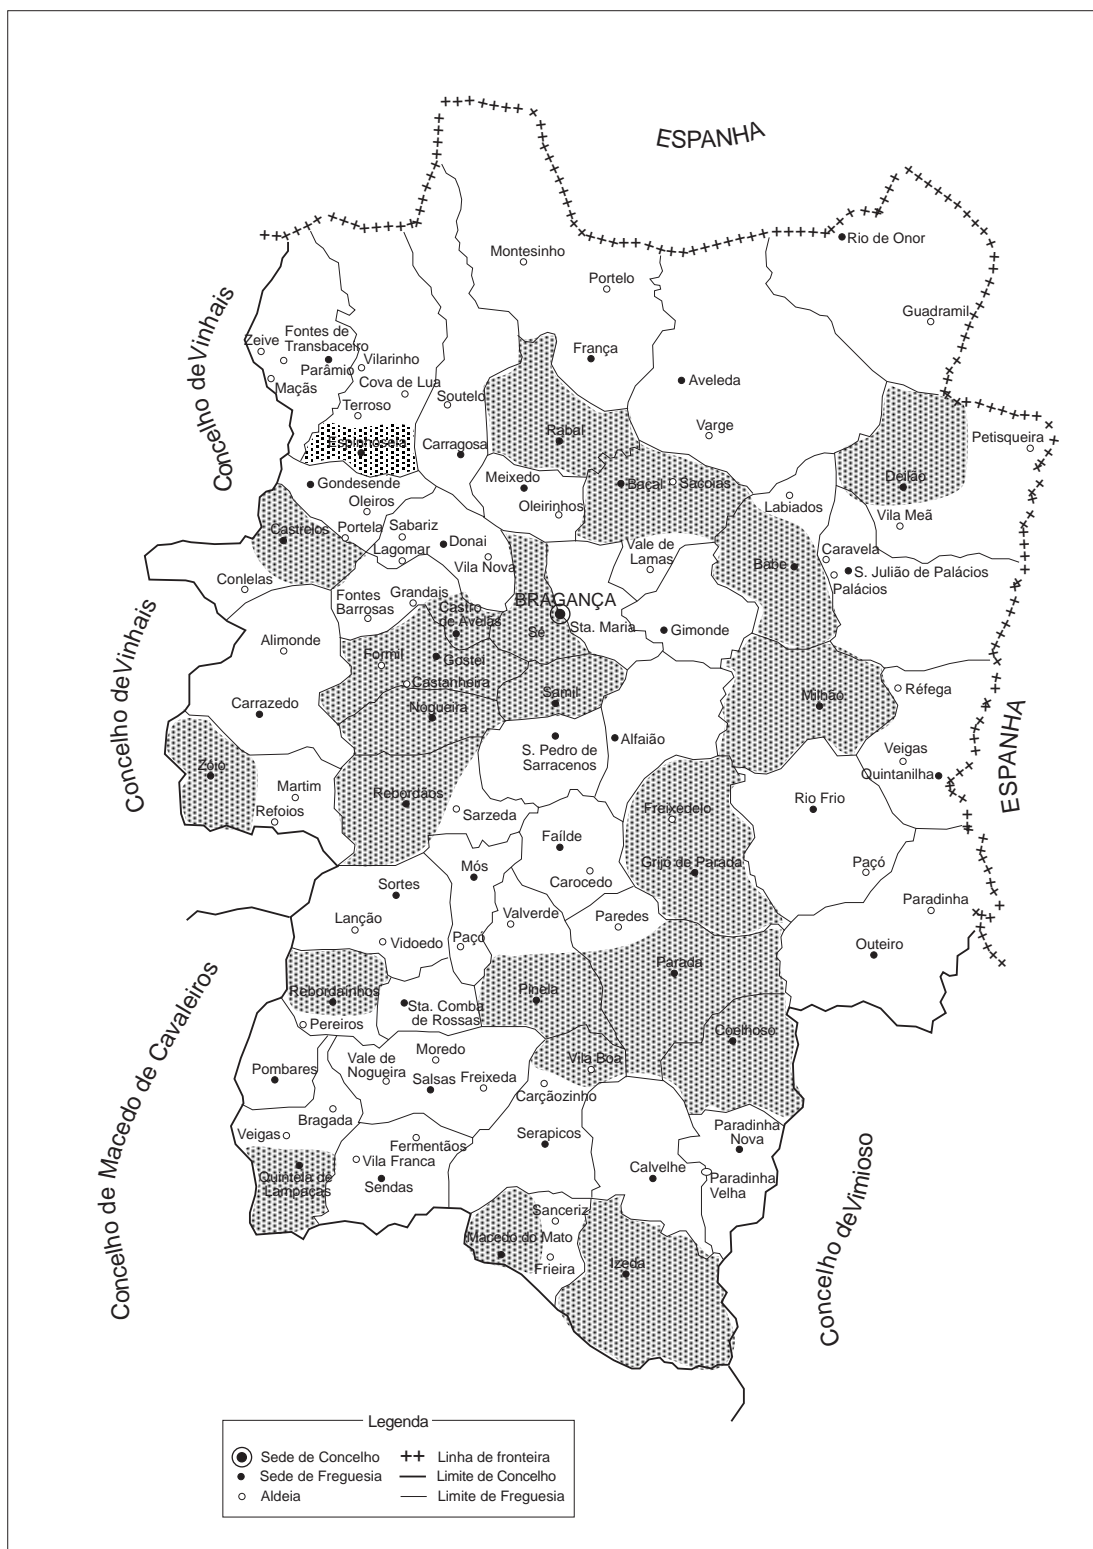 ESPANHA
Rio de Onor
Montesinho
Portelo
Guadramil
Concelho de Vinhais
Zeive
Fontes de
Transbaceiro
França
Parâmio
Vilarinho
Maçãs
Cova de Lua
Aveleda
Soutelo
Terroso
Varge
Rabal
Petisqueira
Espinhosela
Carragosa
Gondesende
Meixedo
Baçal
Sacoias
Deilão
Oleiros
Oleirinhos
Labiados
Vila Meã
Castrelos
Portela
Sabariz
Donai
Lagomar
Vila Nova
Vale de
Lamas
Caravela
Babe
S. Julião de Palácios
Palácios
Conlelas
Fontes
Barrosas
Grandais
Castro
de Avelãs
BRAGANÇA
Sé
Sta. Maria
Gimonde
Concelho de Vinhais
Alimonde
Formil
Gostei
Castanheira
Samil
Milhão
Réfega
Carrazedo
Nogueira
S. Pedro de
Sarracenos
Alfaião
Veigas
Quintanilha
ESPANHA
Zoio
Martim
Rebordãos
Refoios
Sarzeda
Freixedelo
Rio Frio
Faílde
Mós
Carocedo
Grijó de Parada
Paçó
Sortes
Paradinha
Lanção
Valverde
Paredes
Vidoedo
Paçó
Outeiro
Parada
Rebordainhos
Pinela
Sta. Comba
de Rossas
Pereiros
Coelhoso
Concelho de Macedo de Cavaleiros
Pombares
Vale de
Nogueira
Moredo
Vila Boa
Salsas
Freixeda
Carçãozinho
Bragada
Veigas
Fermentãos
Serapicos
Paradinha
Nova
Vila Franca
Quintela de
Lampaças
Sendas
Calvelhe
Paradinha
Velha
Concelho de Vimioso
Sanceriz
Macedo do Mato
Frieira
Izeda
Legenda
Sede de Concelho
Linha de fronteira
Sede de Freguesia
Limite de Concelho
Aldeia
Limite de Freguesia